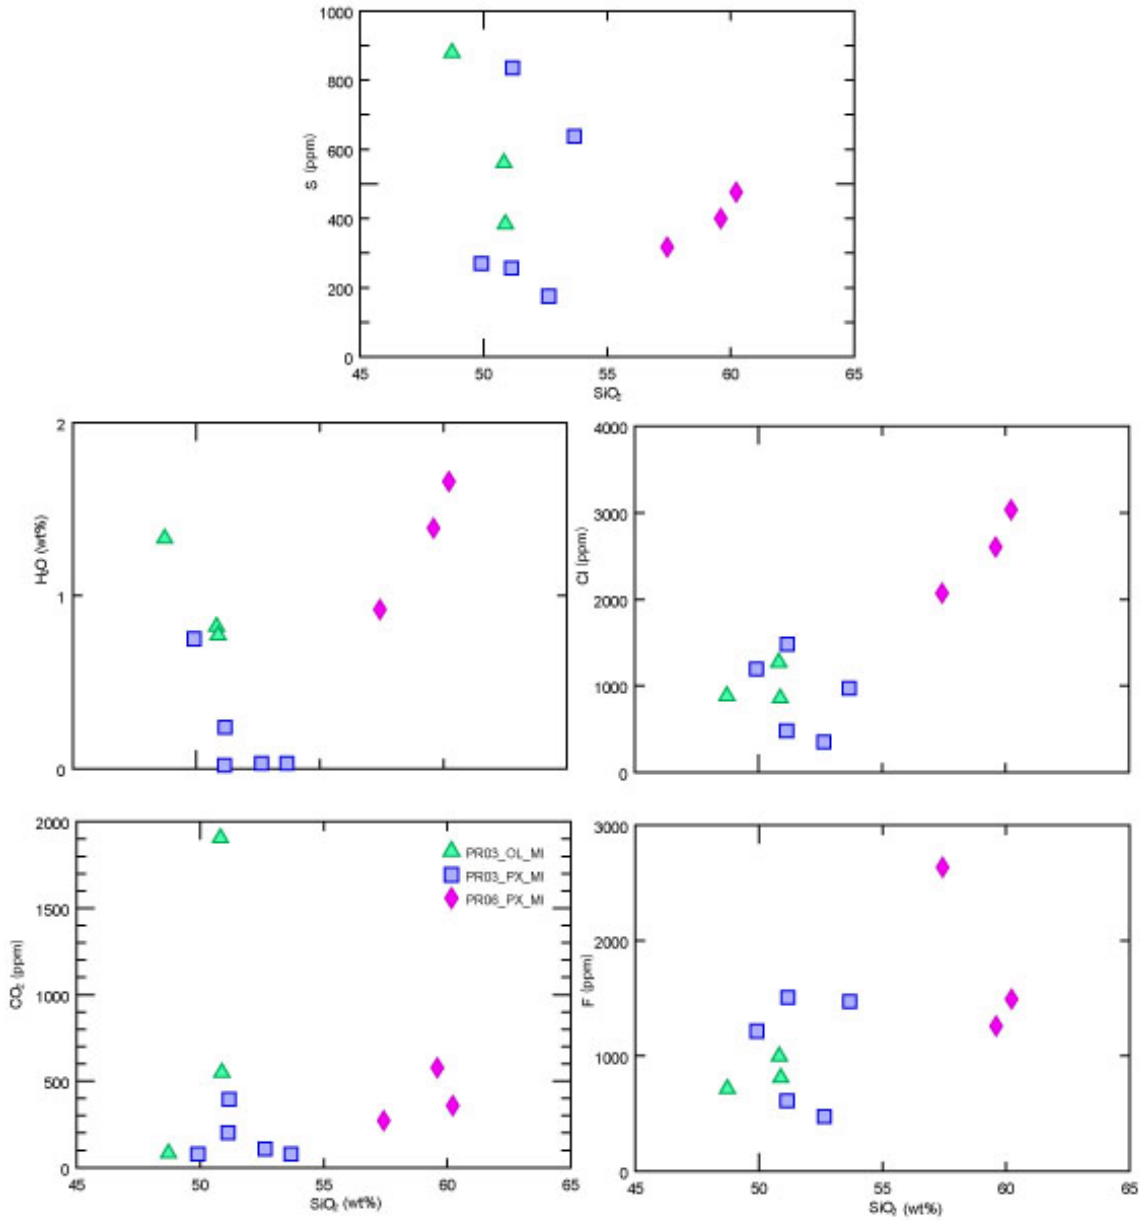 1000
800
600
400
200
0
S (ppm)
45 50 55 60 65
SiO₂
2
1
0
H₂O (wt%)
4000
3000
2000
1000
0
Cl (ppm)
2000
1500
1000
500
0
CO₂ (ppm)
PR03_OL_MI
PR03_PX_MI
PR06_PX_MI
45 50 55 60 65
SiO₂ (wt%)
3000
2000
1000
0
F (ppm)
45 50 55 60 65
SiO₂ (wt%)